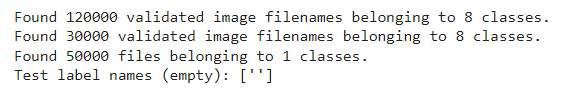 Found 120000 validated image filenames belonging to 8 classes.
Found 30000 validated image filenames belonging to 8 classes.
Found 50000 files belonging to 1 classes.
Test label names (empty): ['']